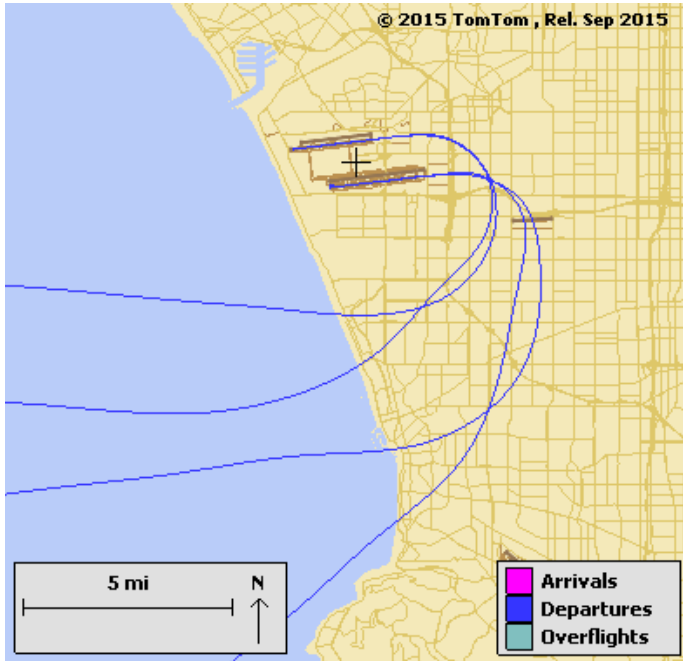 © 2015 TomTom , Rel. Sep 2015
5 mi
N
Arrivals
Departures
Overflights